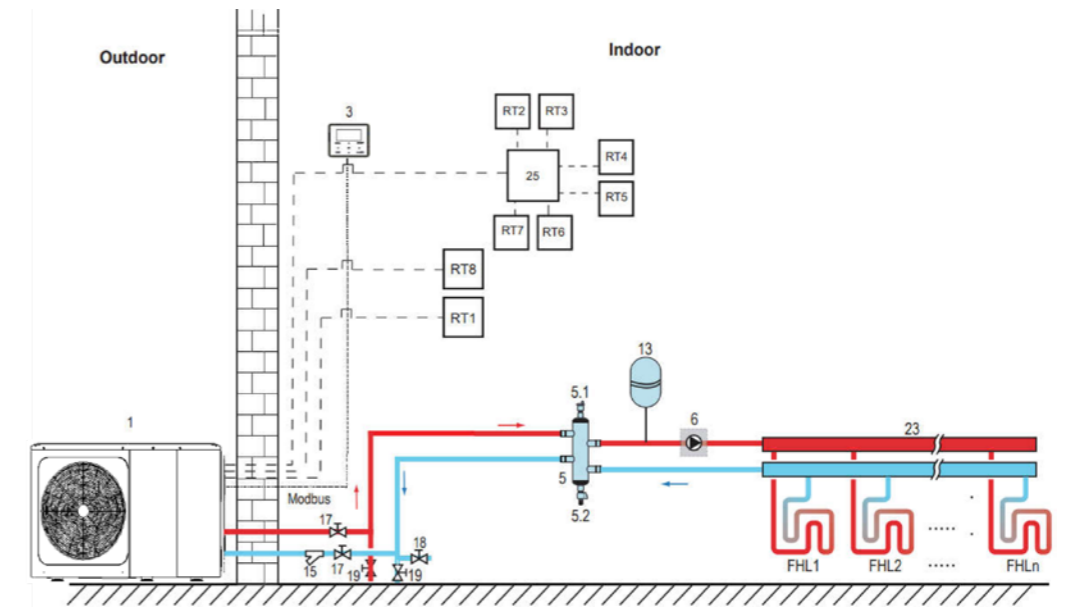 Outdoor
Indoor
3
RT2
RT3
25
RT4
RT5
RT7
RT6
RT8
RT1
13
5.1
6
1
23
5
5.2
Modbus
17
18
15
17
19
19
FHL1
FHL2
.....
FHLn